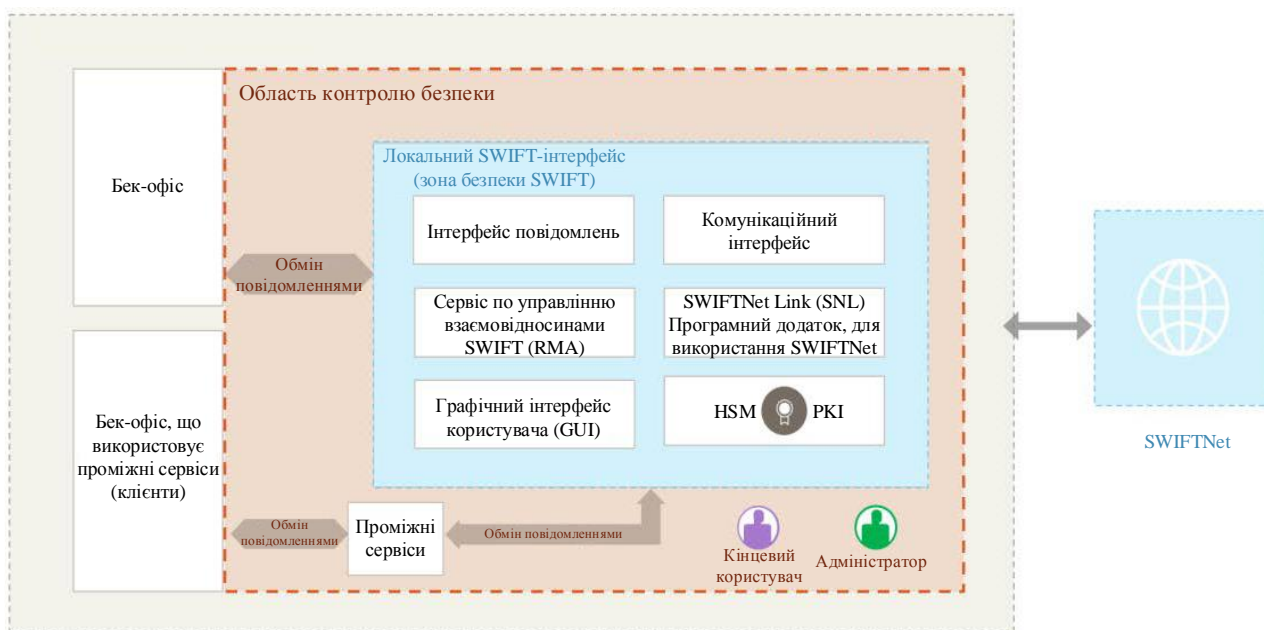 Область контролю безпеки
Бек-офіс
Локальний SWIFT-інтерфейс
(зона безпеки SWIFT)
Інтерфейс повідомлень
Комунікаційний
інтерфейс
Обмін
повідомленнями
Сервіс по управлінню
взаємовідносинами
SWIFT (RMA)
SWIFTNet Link (SNL)
Програмний додаток, для
використання SWIFTNet
Графічний інтерфейс
користувача (GUI)
HSM PKI
SWIFTNet
Бек-офіс, що
використовує
проміжні сервіси
(клієнти)
Обмін
повідомленнями
Проміжні
сервіси
Обмін повідомленнями
Кінцевий
користувач
Адміністратор